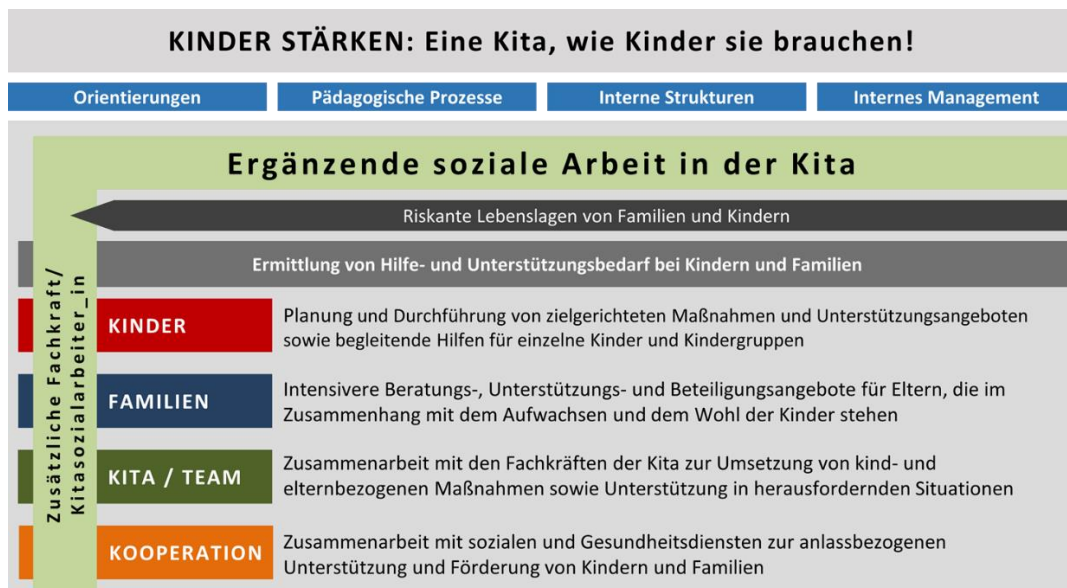 KINDER STÄRKEN: Eine Kita, wie Kinder sie brauchen!
Orientierungen
Pädagogische Prozesse
Interne Strukturen
Internes Management
Ergänzende soziale Arbeit in der Kita
Riskante Lebenslagen von Familien und Kindern
Ermittlung von Hilfe- und Unterstützungsbedarf bei Kindern und Familien
Zusätzliche Fachkraft/
Kitasozialarbeiter_in
KINDER
Planung und Durchführung von zielgerichteten Maßnahmen und Unterstützungsangeboten
sowie begleitende Hilfen für einzelne Kinder und Kindergruppen
FAMILIEN
Intensivere Beratungs-, Unterstützungs- und Beteiligungsangebote für Eltern, die im
Zusammenhang mit dem Aufwachsen und dem Wohl der Kinder stehen
KITA / TEAM
Zusammenarbeit mit den Fachkräften der Kita zur Umsetzung von kind- und
elternbezogenen Maßnahmen sowie Unterstützung in herausfordernden Situationen
KOOPERATION
Zusammenarbeit mit sozialen und Gesundheitsdiensten zur anlassbezogenen
Unterstützung und Förderung von Kindern und Familien